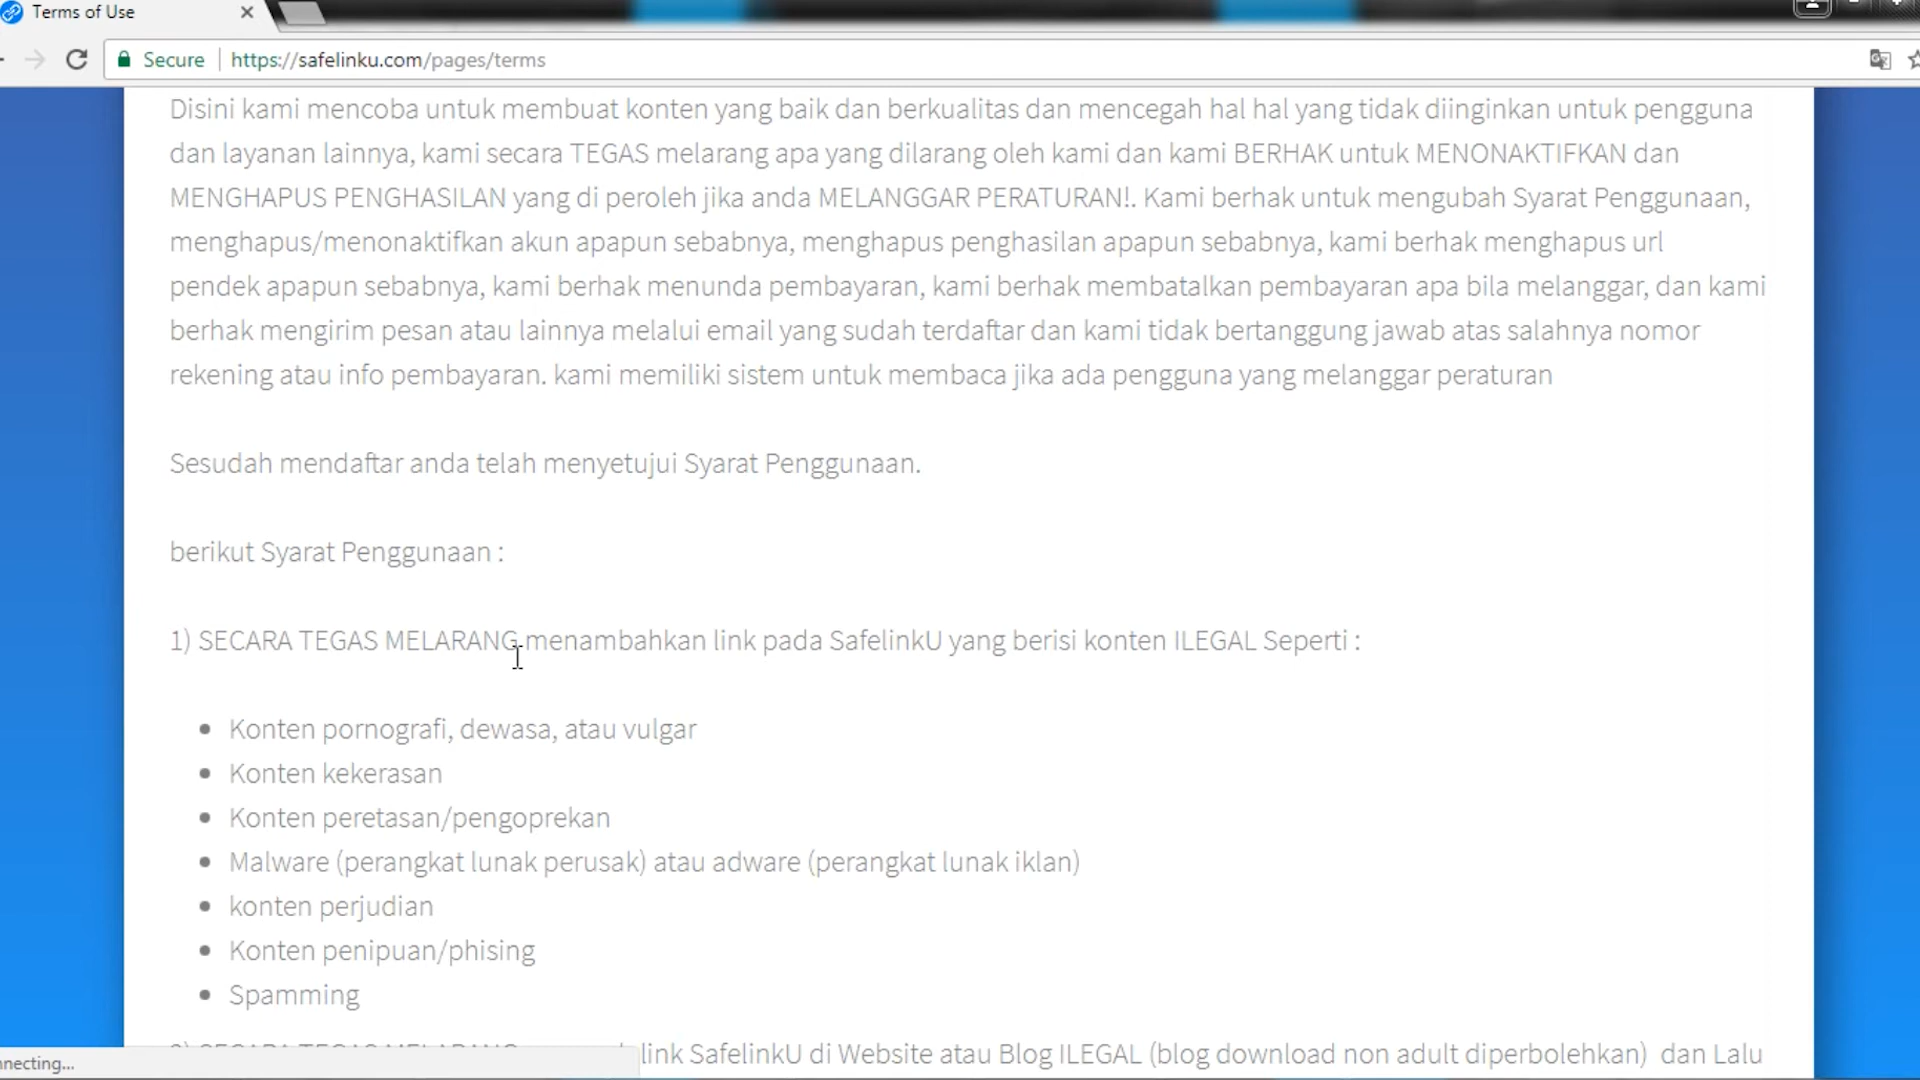 Terms of Use
Secure https://safelinku.com/pages/terms
Disini kami mencoba untuk membuat konten yang baik dan berkualitas dan mencegah hal hal yang tidak diinginkan untuk pengguna
dan layanan lainnya, kami secara TEGAS melarang apa yang dilarang oleh kami dan kami BERHAK untuk MENONAKTIFKAN dan
MENGHAPUS PENGHASILAN yang di peroleh jika anda MELANGGAR PERATURAN!. Kami berhak untuk mengubah Syarat Penggunaan,
menghapus/menonaktifkan akun apapun sebabnya, menghapus penghasilan apapun sebabnya, kami berhak menghapus url
pendek apapun sebabnya, kami berhak menunda pembayaran, kami berhak membatalkan pembayaran apa bila melanggar, dan kami
berhak mengirim pesan atau lainnya melalui email yang sudah terdaftar dan kami tidak bertanggung jawab atas salahnya nomor
rekening atau info pembayaran. kami memiliki sistem untuk membaca jika ada pengguna yang melanggar peraturan
Sesudah mendaftar anda telah menyetujui Syarat Penggunaan.
berikut Syarat Penggunaan :
1) SECARA TEGAS MELARANG menambahkan link pada SafelinkU yang berisi konten ILEGAL Seperti :
• Konten pornografi, dewasa, atau vulgar
• Konten kekerasan
• Konten peretasan/pengoprekan
• Malware (perangkat lunak perusak) atau adware (perangkat lunak iklan)
• konten perjudian
• Konten penipuan/phising
• Spamming
link SafelinkU di Website atau Blog ILEGAL (blog download non adult diperbolehkan) dan Lalu
nnecting...